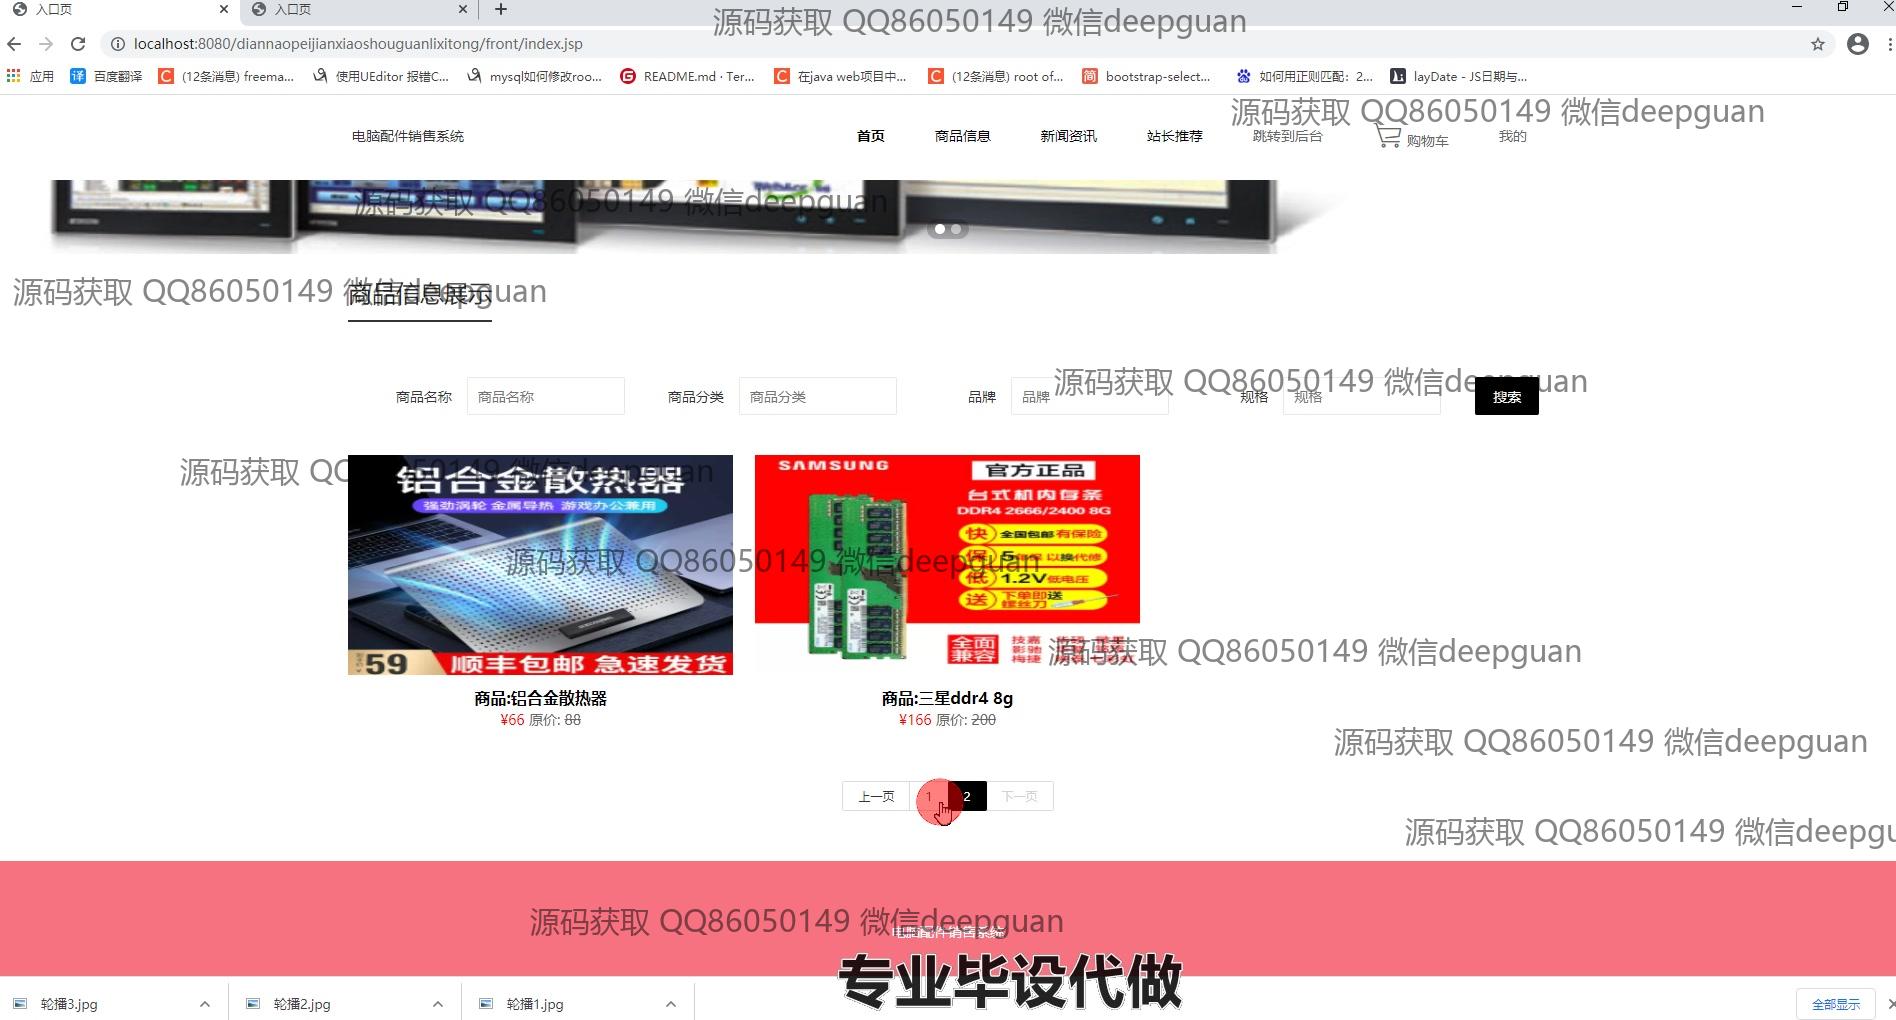 入口页
入口页
源码获取 QQ86050149 微信deepguan
localhost:8080/diannaopeijianxiaoshouguanlixitong/front/index.jsp
应用 百度翻译 (12条消息) freema... 使用UEditor 报错C... mysql如何修改roo... README.md · Ter... 在java web项目中... (12条消息) root of... bootstrap-select... 如何用正则匹配：2... layDate - JS日期与...
源码获取 QQ86050149 微信deepguan
电脑配件销售系统 首页 商品信息 新闻资讯 站长推荐 跳转到后台 购物车 我的
源码获取 QQ86050149 微信deepguan
源码获取 QQ86050149 微信deepguan
商品信息展示
源码获取 QQ86050149 微信deepguan
商品名称 商品名称 商品分类 商品分类 品牌 品牌 规格 规格 搜索
源码获取 QQ86050149 微信deepguan
铝合金散热器
强劲涡轮 金属导热 游戏办公兼用
59 顺丰包邮 急速发货
SAMSUNG 官方正品
台式机内存条
DDR4 2666/2400 8G
快 全国包邮 有保险
保 5年保 以换代修
低 1.2V低电压
送 下单即送螺丝刀
全面兼容
源码获取 QQ86050149 微信deepguan
源码获取 QQ86050149 微信deepguan
商品:铝合金散热器
¥66 原价: 88
商品:三星ddr4 8g
¥166 原价: 200
源码获取 QQ86050149 微信deepguan
上一页 1 2 下一页
源码获取 QQ86050149 微信deepgu
源码获取 QQ86050149 微信deepguan
电脑配件销售系统
专业毕设代做
轮播3.jpg 轮播2.jpg 轮播1.jpg 全部显示